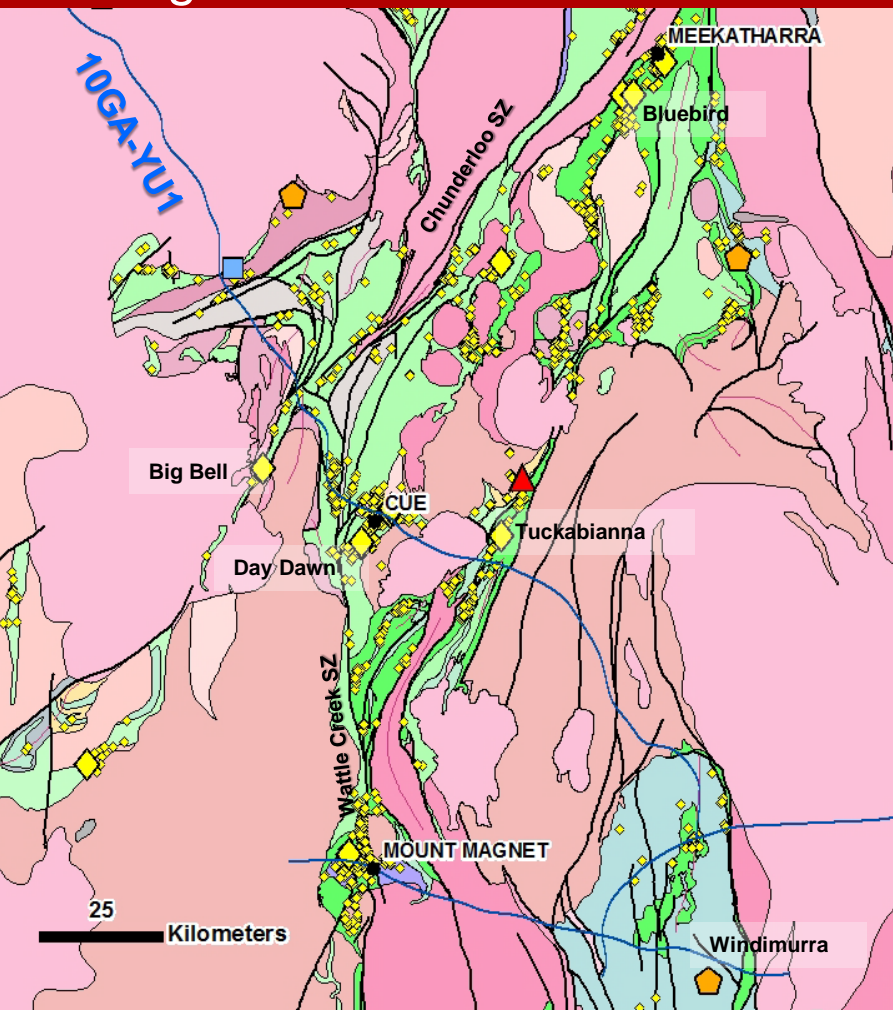 MEEKATHARRA
Bluebird
10GA-YU1
Chunderloo SZ
Big Bell
CUE
Tuckabianna
Day Dawn
Wattle Creek SZ
MOUNT MAGNET
25
Kilometers
Windimurra